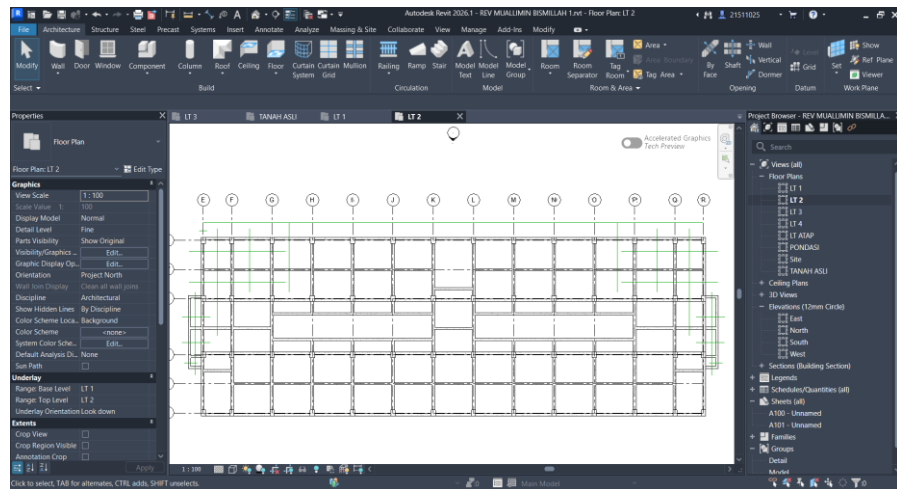 Autodesk Revit 2026.1 - REV MUALLIMIN BISMILLAH 1.rvt - Floor Plan: LT 2
21511025
File Architecture Structure Steel Precast Systems Insert Annotate Analyze Massing & Site Collaborate View Manage Add-Ins Modify
Modify Wall Door Window Component Column Roof Ceiling Floor Curtain System Curtain Grid Mullion Railing Ramp Stair Model Text Model Line Model Group Room Room Separator Tag Room
Area
Area Boundary
Tag Area
By Face Shaft
Wall
Vertical
Dormer
Level
Grid
Set
Show
Ref Plane
Viewer
Select Build Circulation Model Room & Area Opening Datum Work Plane
Properties
Floor Plan
Floor Plan: LT 2 Edit Type
Graphics
View Scale 1 : 100
Scale Value 1: 100
Display Model Normal
Detail Level Fine
Parts Visibility Show Original
Visibility/Graphics ... Edit...
Graphic Display Op... Edit...
Orientation Project North
Wall Join Display Clean all wall joins
Discipline Architectural
Show Hidden Lines By Discipline
Color Scheme Loca... Background
Color Scheme <none>
System Color Sche... Edit...
Default Analysis Di... None
Sun Path
Underlay
Range: Base Level LT 1
Range: Top Level LT 2
Underlay Orientation Look down
Extents
Crop View
Crop Region Visible
Annotation Crop
Apply
LT 3 TANAH ASLI LT 1 LT 2
Accelerated Graphics
Tech Preview
E F G H J K L M N O P Q R
1 : 100
Project Browser - REV MUALLIMIN BISMILLA...
Search
Views (all)
Floor Plans
LT 1
LT 2
LT 3
LT 4
LT ATAP
PONDASI
Site
TANAH ASLI
Ceiling Plans
3D Views
Elevations (12mm Circle)
East
North
South
West
Sections (Building Section)
Legends
Schedules/Quantities (all)
Sheets (all)
A100 - Unnamed
A101 - Unnamed
Families
Groups
Detail
Model
Click to select, TAB for alternates, CTRL adds, SHIFT unselects.
:0
Main Model
:0